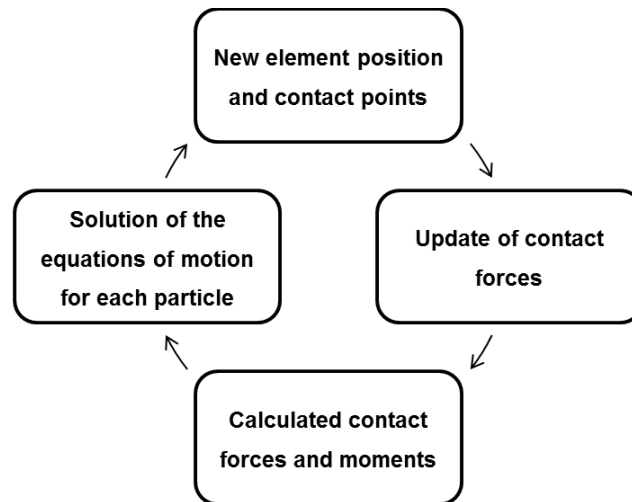 New element position
and contact points
Solution of the
equations of motion
for each particle
Update of contact
forces
Calculated contact
forces and moments